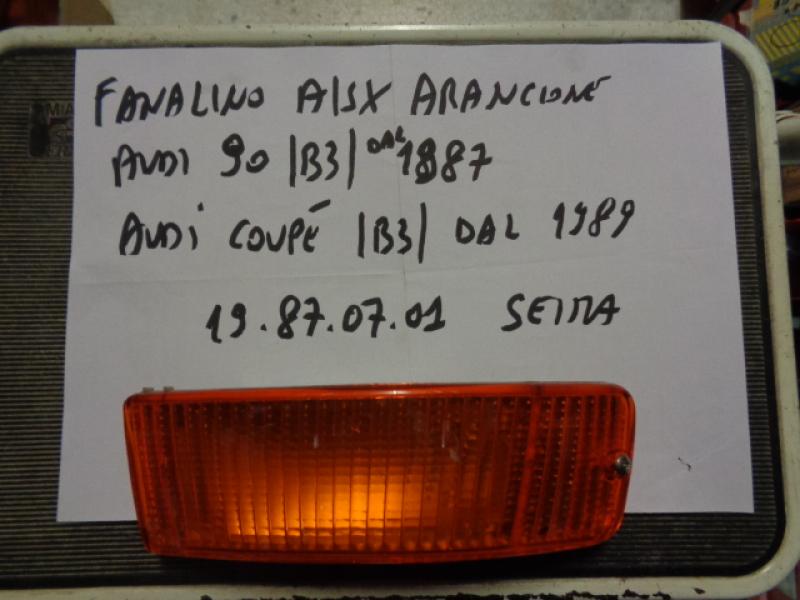 FANALINO A/SX ARANCIONE
AUDI 90 |B3| DAL 1987
AUDI COUPÉ |B3| DAL 1989
19.87.07.01 SEIMA